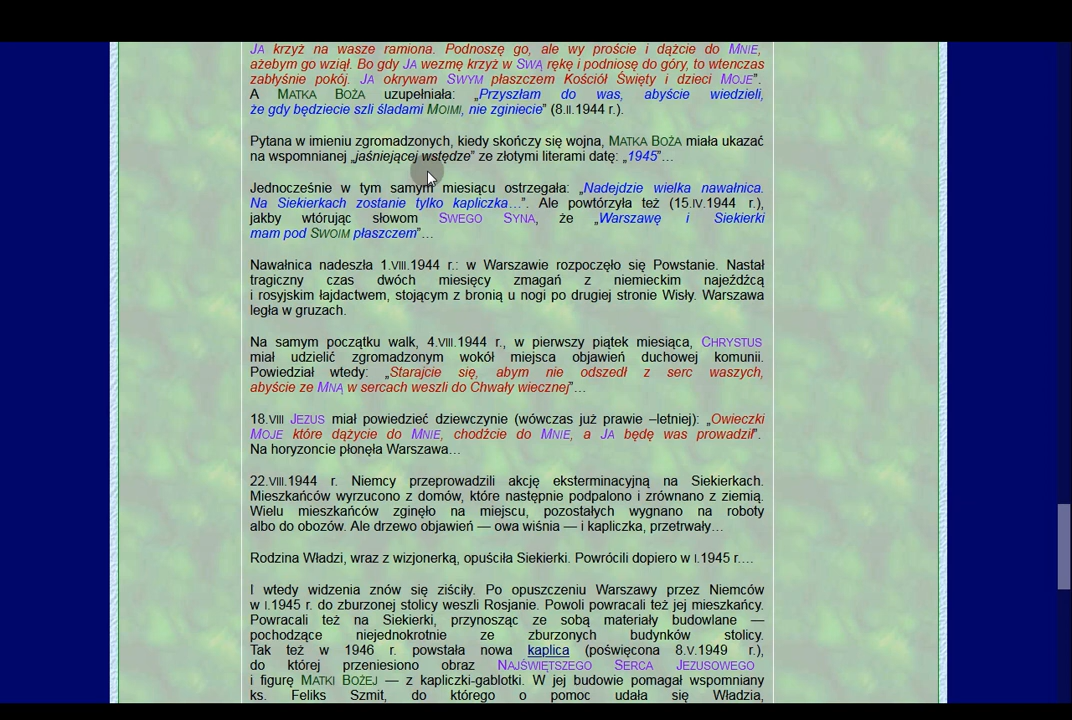 JA krzyż na wasze ramiona. Podnoszę go, ale wy proście i dążcie do MNIE,
ażebym go wziął. Bo gdy JA wezmę krzyż w SWĄ rękę i podniosę do góry, to wtenczas
zabłyśnie pokój. JA okrywam SWYM płaszczem Kościół Święty i dzieci MOJE”.
A MATKA BOŻA uzupełniała: „Przyszłam do was, abyście wiedzieli,
że gdy będziecie szli śladami MOIMI, nie zginiecie” (8.II.1944 r.).
Pytana w imieniu zgromadzonych, kiedy skończy się wojna, MATKA BOŻA miała ukazać
na wspomnianej „jaśniejącej wstędze” ze złotymi literami datę: „1945”…
Jednocześnie w tym samym miesiącu ostrzegała: „Nadejdzie wielka nawałnica.
Na Siekierkach zostanie tylko kapliczka…”. Ale powtórzyła też (15.IV.1944 r.),
jakby wtórując słowom SWEGO SYNA, że „Warszawę i Siekierki
mam pod SWOIM płaszczem”…
Nawałnica nadeszła 1.VIII.1944 r.: w Warszawie rozpoczęło się Powstanie. Nastał
tragiczny czas dwóch miesięcy zmagań z niemieckim najeźdźcą
i rosyjskim łajdactwem, stojącym z bronią u nogi po drugiej stronie Wisły. Warszawa
legła w gruzach.
Na samym początku walk, 4.VIII.1944 r., w pierwszy piątek miesiąca, CHRYSTUS
miał udzielić zgromadzonym wokół miejsca objawień duchowej komunii.
Powiedział wtedy: „Starajcie się, abym nie odszedł z serc waszych,
abyście ze MNĄ w sercach weszli do Chwały wiecznej”…
18.VIII JEZUS miał powiedzieć dziewczynie (wówczas już prawie –letniej): „Owieczki
MOJE które dążycie do MNIE, chodźcie do MNIE, a JA będę was prowadził”.
Na horyzoncie płonęła Warszawa…
22.VIII.1944 r. Niemcy przeprowadzili akcję eksterminacyjną na Siekierkach.
Mieszkańców wyrzucono z domów, które następnie podpalono i zrównano z ziemią.
Wielu mieszkańców zginęło na miejscu, pozostałych wygnano na roboty
albo do obozów. Ale drzewo objawień — owa wiśnia — i kapliczka, przetrwały…
Rodzina Władzi, wraz z wizjonerką, opuściła Siekierki. Powrócili dopiero w I.1945 r.…
I wtedy widzenia znów się ziściły. Po opuszczeniu Warszawy przez Niemców
w I.1945 r. do zburzonej stolicy weszli Rosjanie. Powoli powracali też jej mieszkańcy.
Powracali też na Siekierki, przynosząc ze sobą materiały budowlane —
pochodzące niejednokrotnie ze zburzonych budynków stolicy.
Tak też w 1946 r. powstała nowa kaplica (poświęcona 8.V.1949 r.),
do której przeniesiono obraz NAJŚWIĘTSZEGO SERCA JEZUSOWEGO
i figurę MATKI BOŻEJ — z kapliczki-gablotki. W jej budowie pomagał wspomniany
ks. Feliks Szmit, do którego o pomoc udała się Władzia,